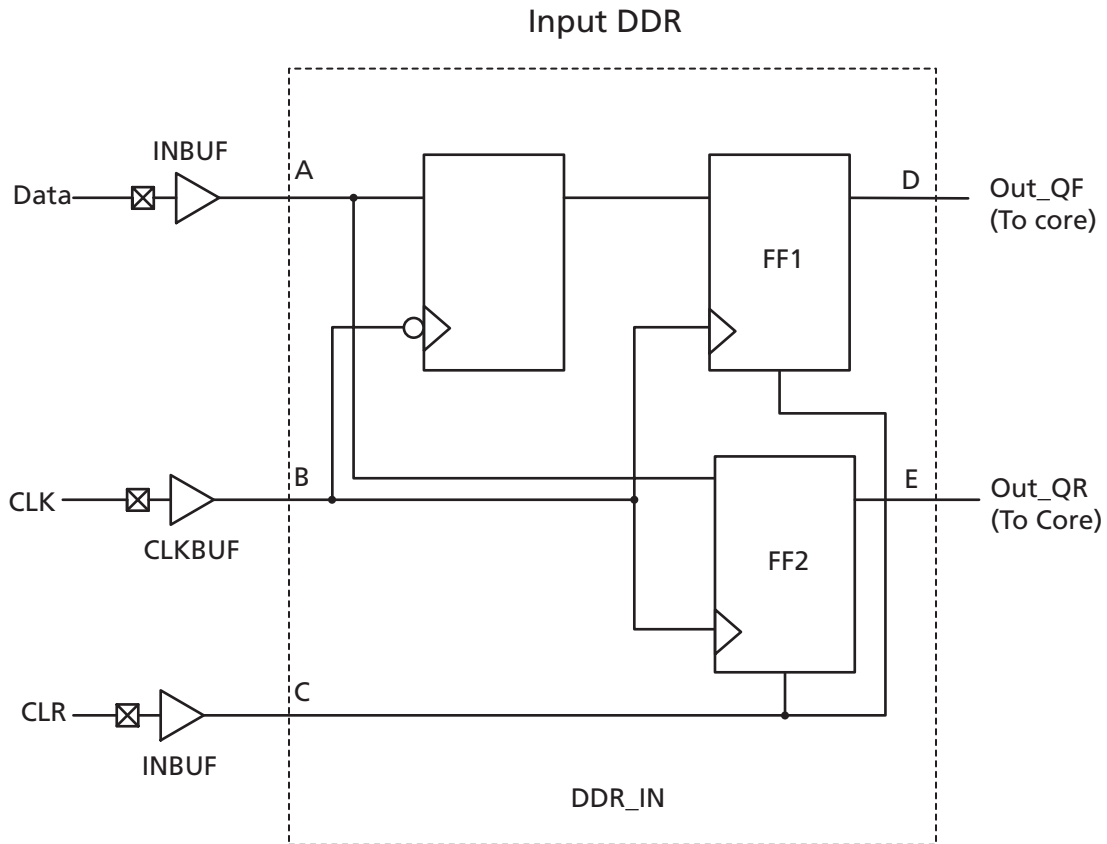 Input DDR
INBUF
Data
A
D
Out_QF
(To core)
FF1
B
E
CLK
CLKBUF
Out_QR
(To Core)
FF2
C
CLR
INBUF
DDR_IN